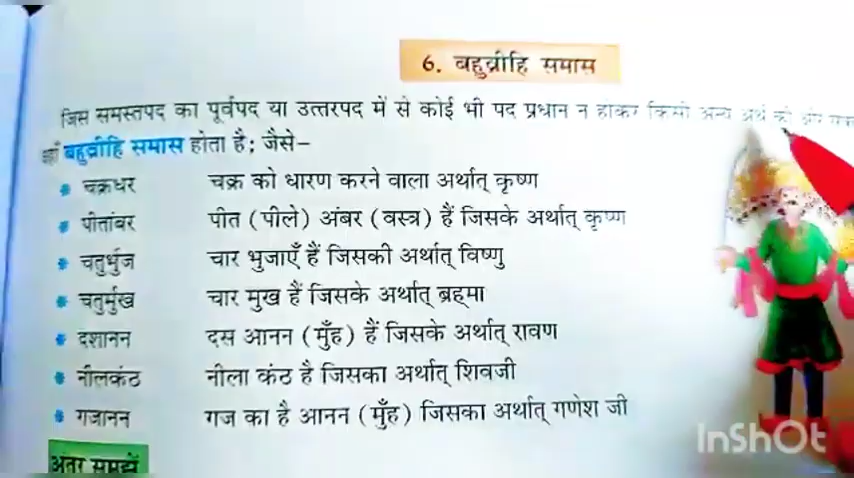 6. बहुव्रीहि समास
जिस समस्तपद का पूर्वपद या उत्तरपद में से कोई भी पद प्रधान न होकर किसी अन्य अर्थ की ओर
वहाँ बहुव्रीहि समास होता है; जैसे–
चक्रधर चक्र को धारण करने वाला अर्थात् कृष्ण
पीतांबर पीत (पीले) अंबर (वस्त्र) हैं जिसके अर्थात् कृष्ण
चतुर्भुज चार भुजाएँ हैं जिसकी अर्थात् विष्णु
चतुर्मुख चार मुख हैं जिसके अर्थात् ब्रह्मा
दशानन दस आनन (मुँह) हैं जिसके अर्थात् रावण
नीलकंठ नीला कंठ है जिसका अर्थात् शिवजी
गजानन गज का है आनन (मुँह) जिसका अर्थात् गणेश जी
अंतर समझें
InShOt